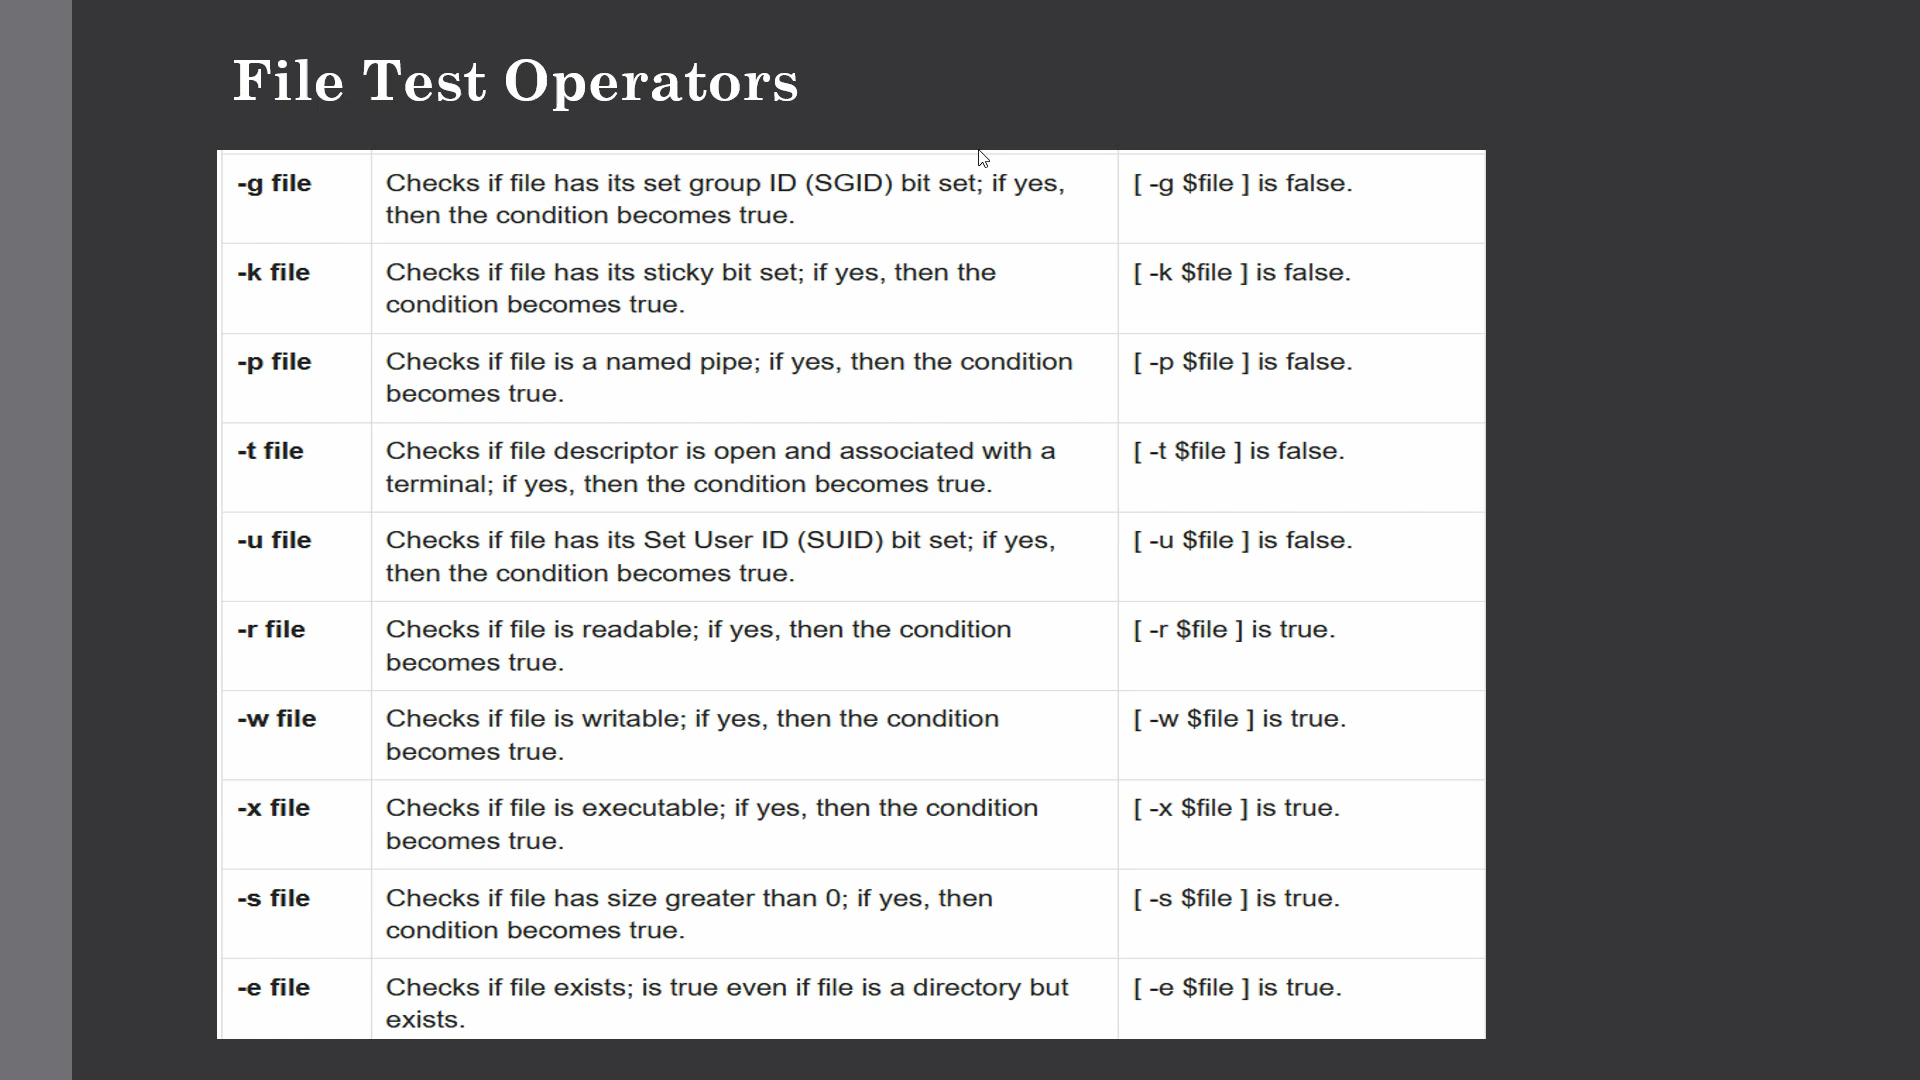 File Test Operators
-g file
Checks if file has its set group ID (SGID) bit set; if yes,
then the condition becomes true.
[ -g $file ] is false.
-k file
Checks if file has its sticky bit set; if yes, then the
condition becomes true.
[ -k $file ] is false.
-p file
Checks if file is a named pipe; if yes, then the condition
becomes true.
[ -p $file ] is false.
-t file
Checks if file descriptor is open and associated with a
terminal; if yes, then the condition becomes true.
[ -t $file ] is false.
-u file
Checks if file has its Set User ID (SUID) bit set; if yes,
then the condition becomes true.
[ -u $file ] is false.
-r file
Checks if file is readable; if yes, then the condition
becomes true.
[ -r $file ] is true.
-w file
Checks if file is writable; if yes, then the condition
becomes true.
[ -w $file ] is true.
-x file
Checks if file is executable; if yes, then the condition
becomes true.
[ -x $file ] is true.
-s file
Checks if file has size greater than 0; if yes, then
condition becomes true.
[ -s $file ] is true.
-e file
Checks if file exists; is true even if file is a directory but
exists.
[ -e $file ] is true.